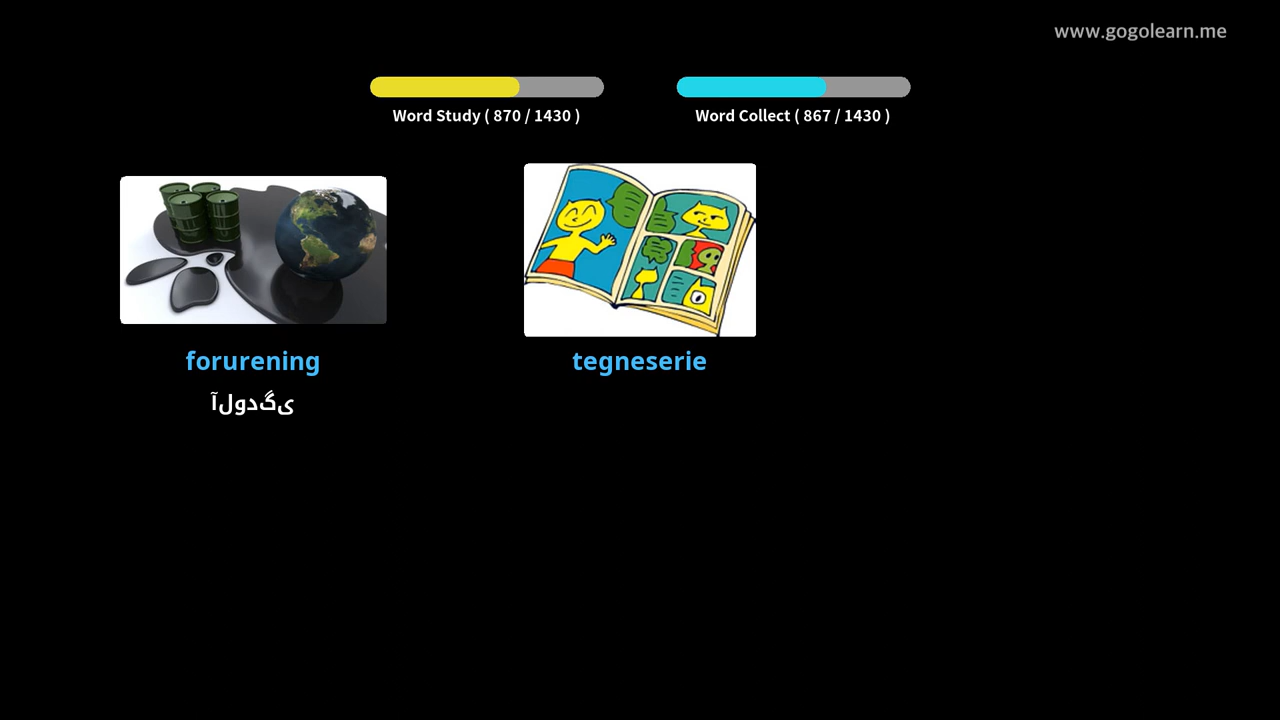 www.gogolearn.me
Word Study ( 870 / 1430 )
Word Collect ( 867 / 1430 )
forurening
آلودگی
tegneserie